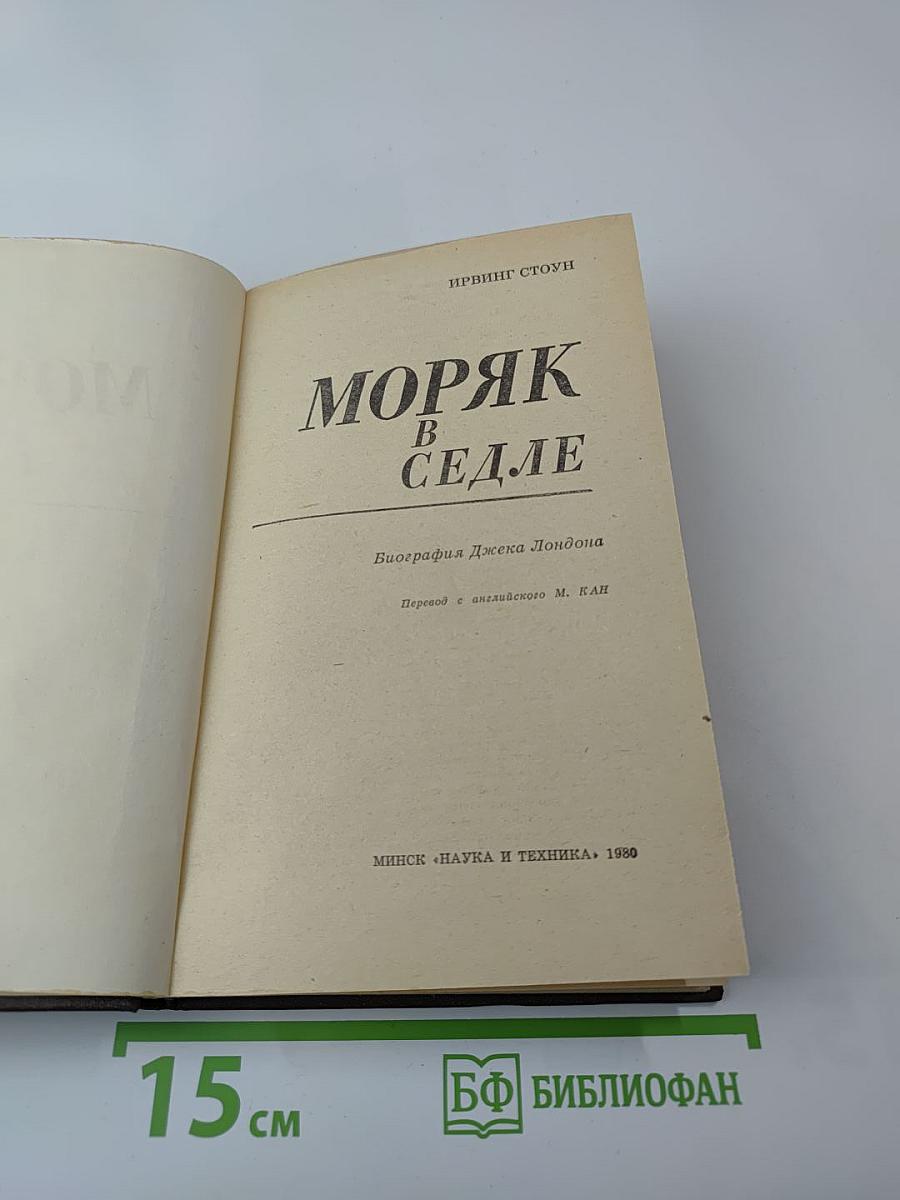 ИРВИНГ СТОУН
МОРЯК
В
СЕДЛЕ
Биография Джека Лондона
Перевод с английского М. КАН
МИНСК «НАУКА И ТЕХНИКА» 1980
15 см
БФ БИБЛИОФАН